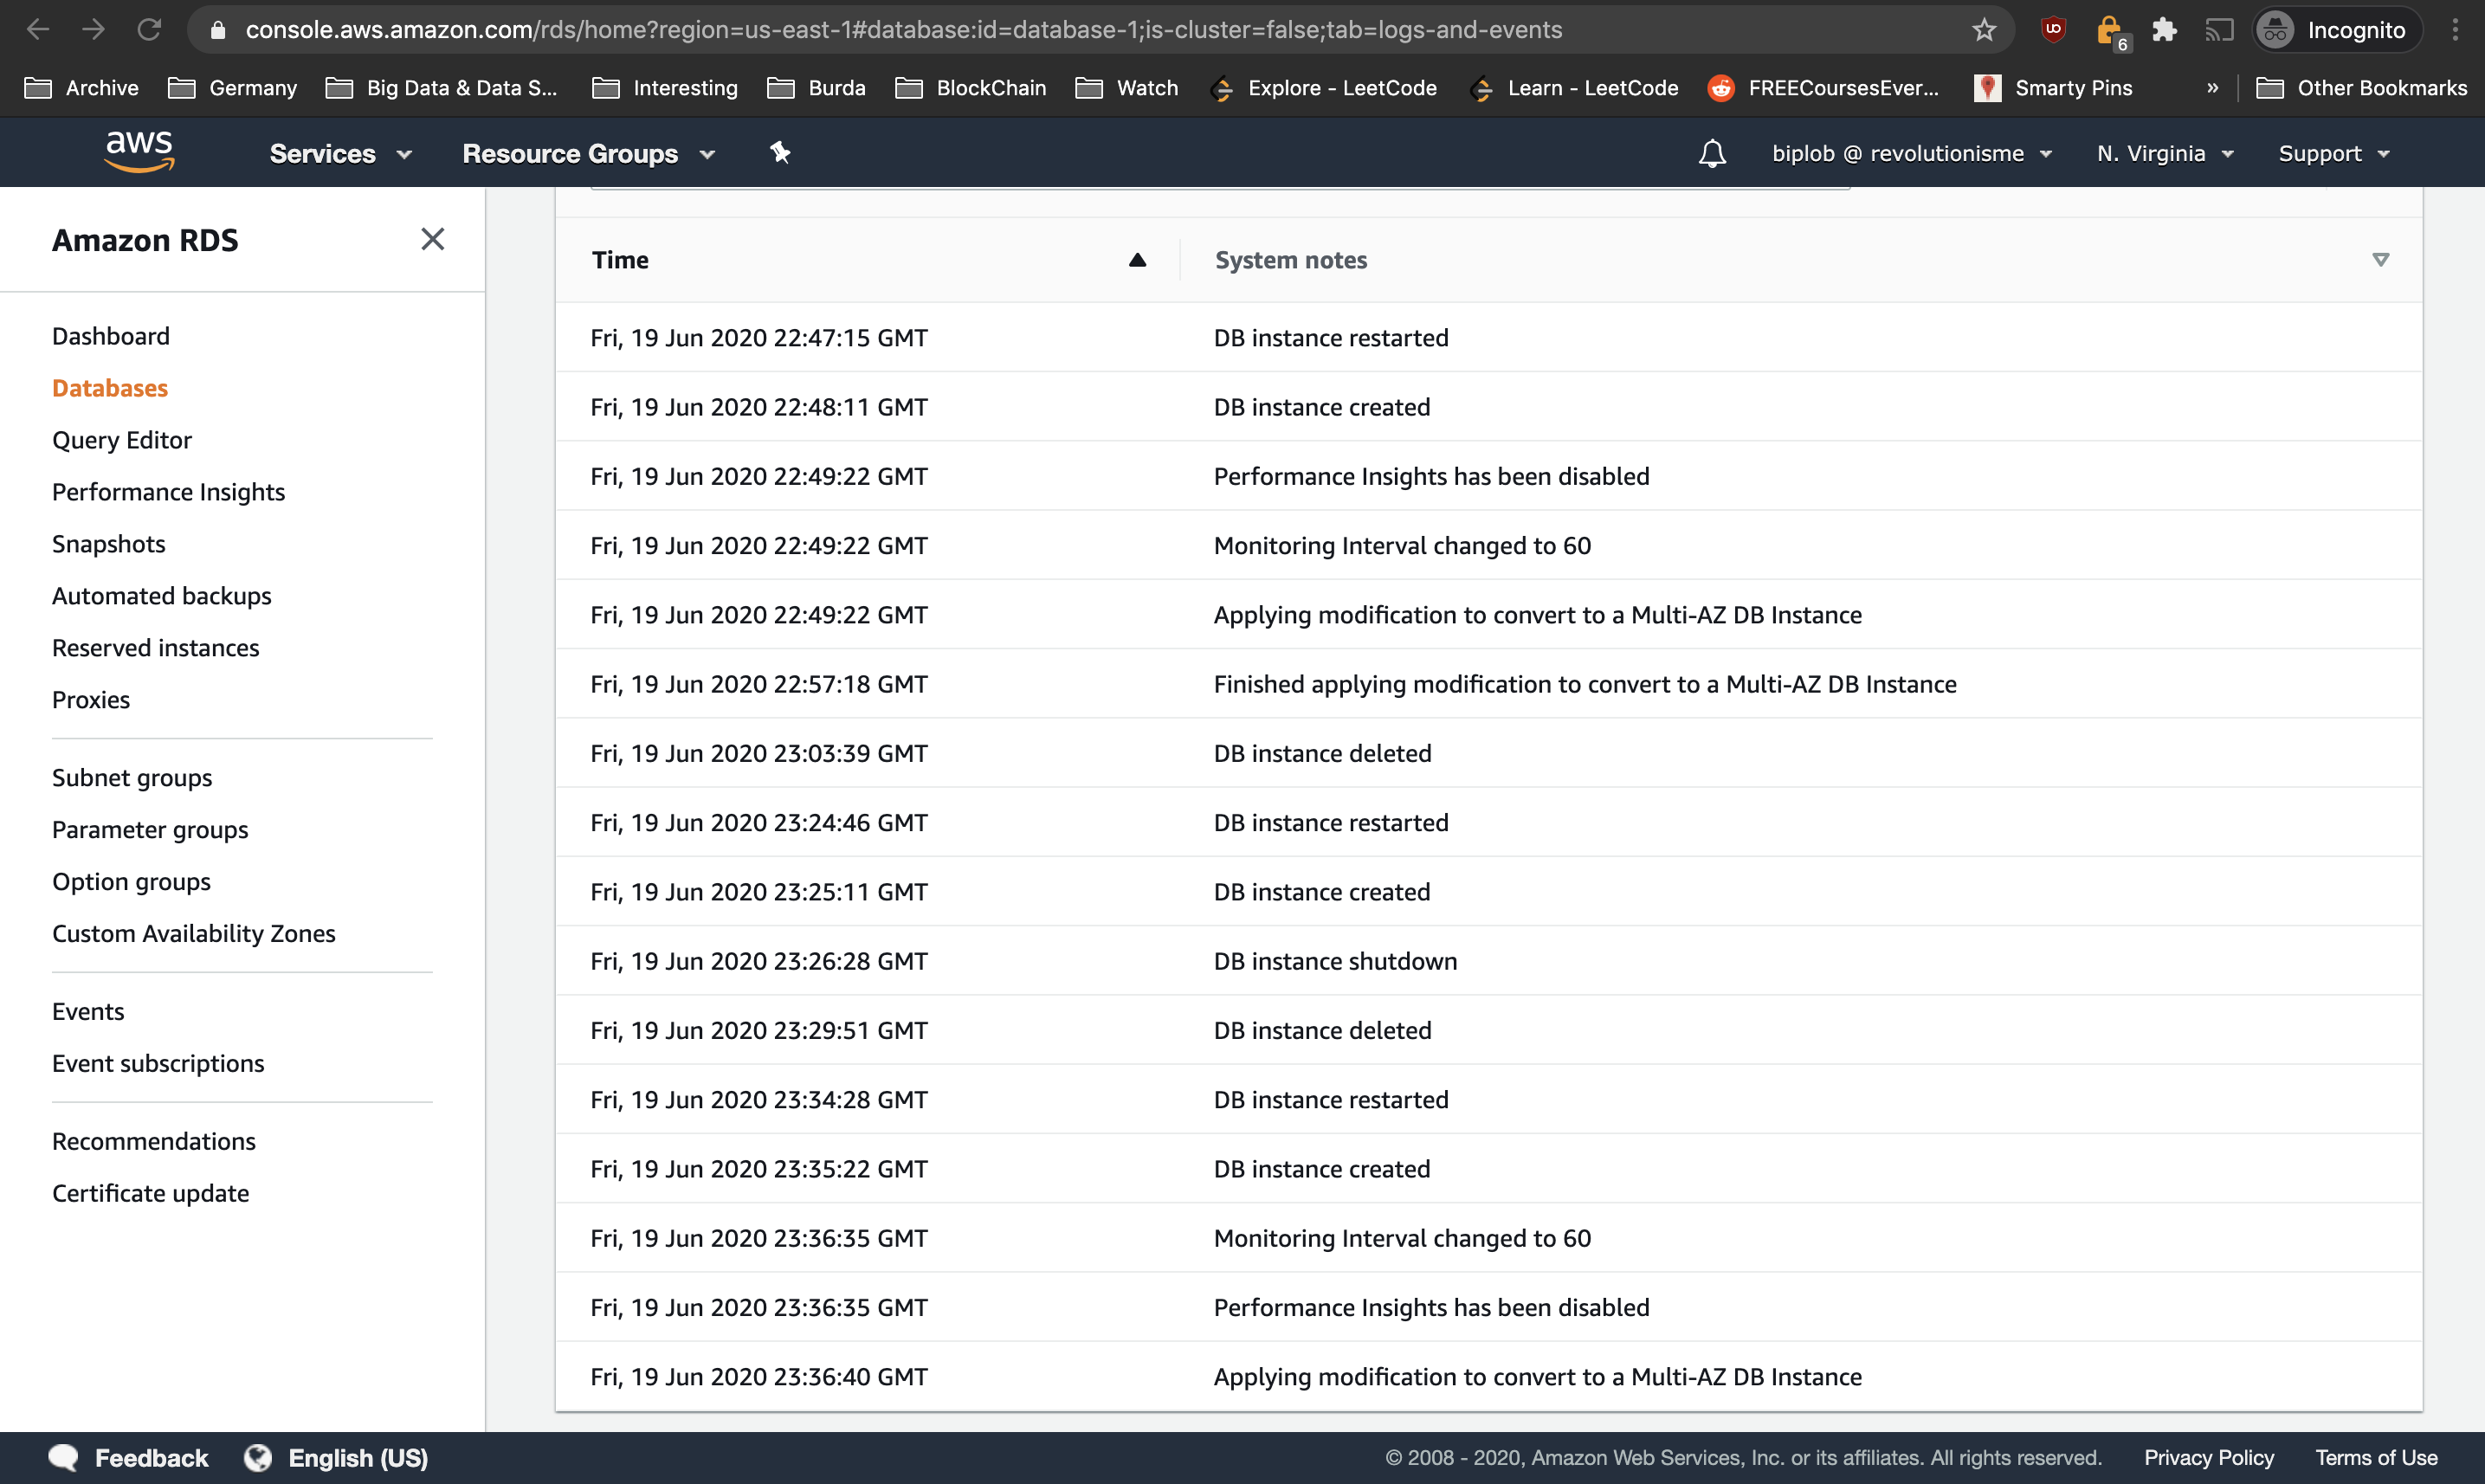 console.aws.amazon.com/rds/home?region=us-east-1#database:id=database-1;is-cluster=false;tab=logs-and-events
6
Incognito
Archive Germany Big Data & Data S... Interesting Burda BlockChain Watch Explore - LeetCode Learn - LeetCode FREECoursesEver... Smarty Pins » Other Bookmarks
aws Services Resource Groups biplob @ revolutionisme N. Virginia Support
Amazon RDS
Dashboard
Databases
Query Editor
Performance Insights
Snapshots
Automated backups
Reserved instances
Proxies
Subnet groups
Parameter groups
Option groups
Custom Availability Zones
Events
Event subscriptions
Recommendations
Certificate update
Time System notes
Fri, 19 Jun 2020 22:47:15 GMT DB instance restarted
Fri, 19 Jun 2020 22:48:11 GMT DB instance created
Fri, 19 Jun 2020 22:49:22 GMT Performance Insights has been disabled
Fri, 19 Jun 2020 22:49:22 GMT Monitoring Interval changed to 60
Fri, 19 Jun 2020 22:49:22 GMT Applying modification to convert to a Multi-AZ DB Instance
Fri, 19 Jun 2020 22:57:18 GMT Finished applying modification to convert to a Multi-AZ DB Instance
Fri, 19 Jun 2020 23:03:39 GMT DB instance deleted
Fri, 19 Jun 2020 23:24:46 GMT DB instance restarted
Fri, 19 Jun 2020 23:25:11 GMT DB instance created
Fri, 19 Jun 2020 23:26:28 GMT DB instance shutdown
Fri, 19 Jun 2020 23:29:51 GMT DB instance deleted
Fri, 19 Jun 2020 23:34:28 GMT DB instance restarted
Fri, 19 Jun 2020 23:35:22 GMT DB instance created
Fri, 19 Jun 2020 23:36:35 GMT Monitoring Interval changed to 60
Fri, 19 Jun 2020 23:36:35 GMT Performance Insights has been disabled
Fri, 19 Jun 2020 23:36:40 GMT Applying modification to convert to a Multi-AZ DB Instance
Feedback English (US) © 2008 - 2020, Amazon Web Services, Inc. or its affiliates. All rights reserved. Privacy Policy Terms of Use